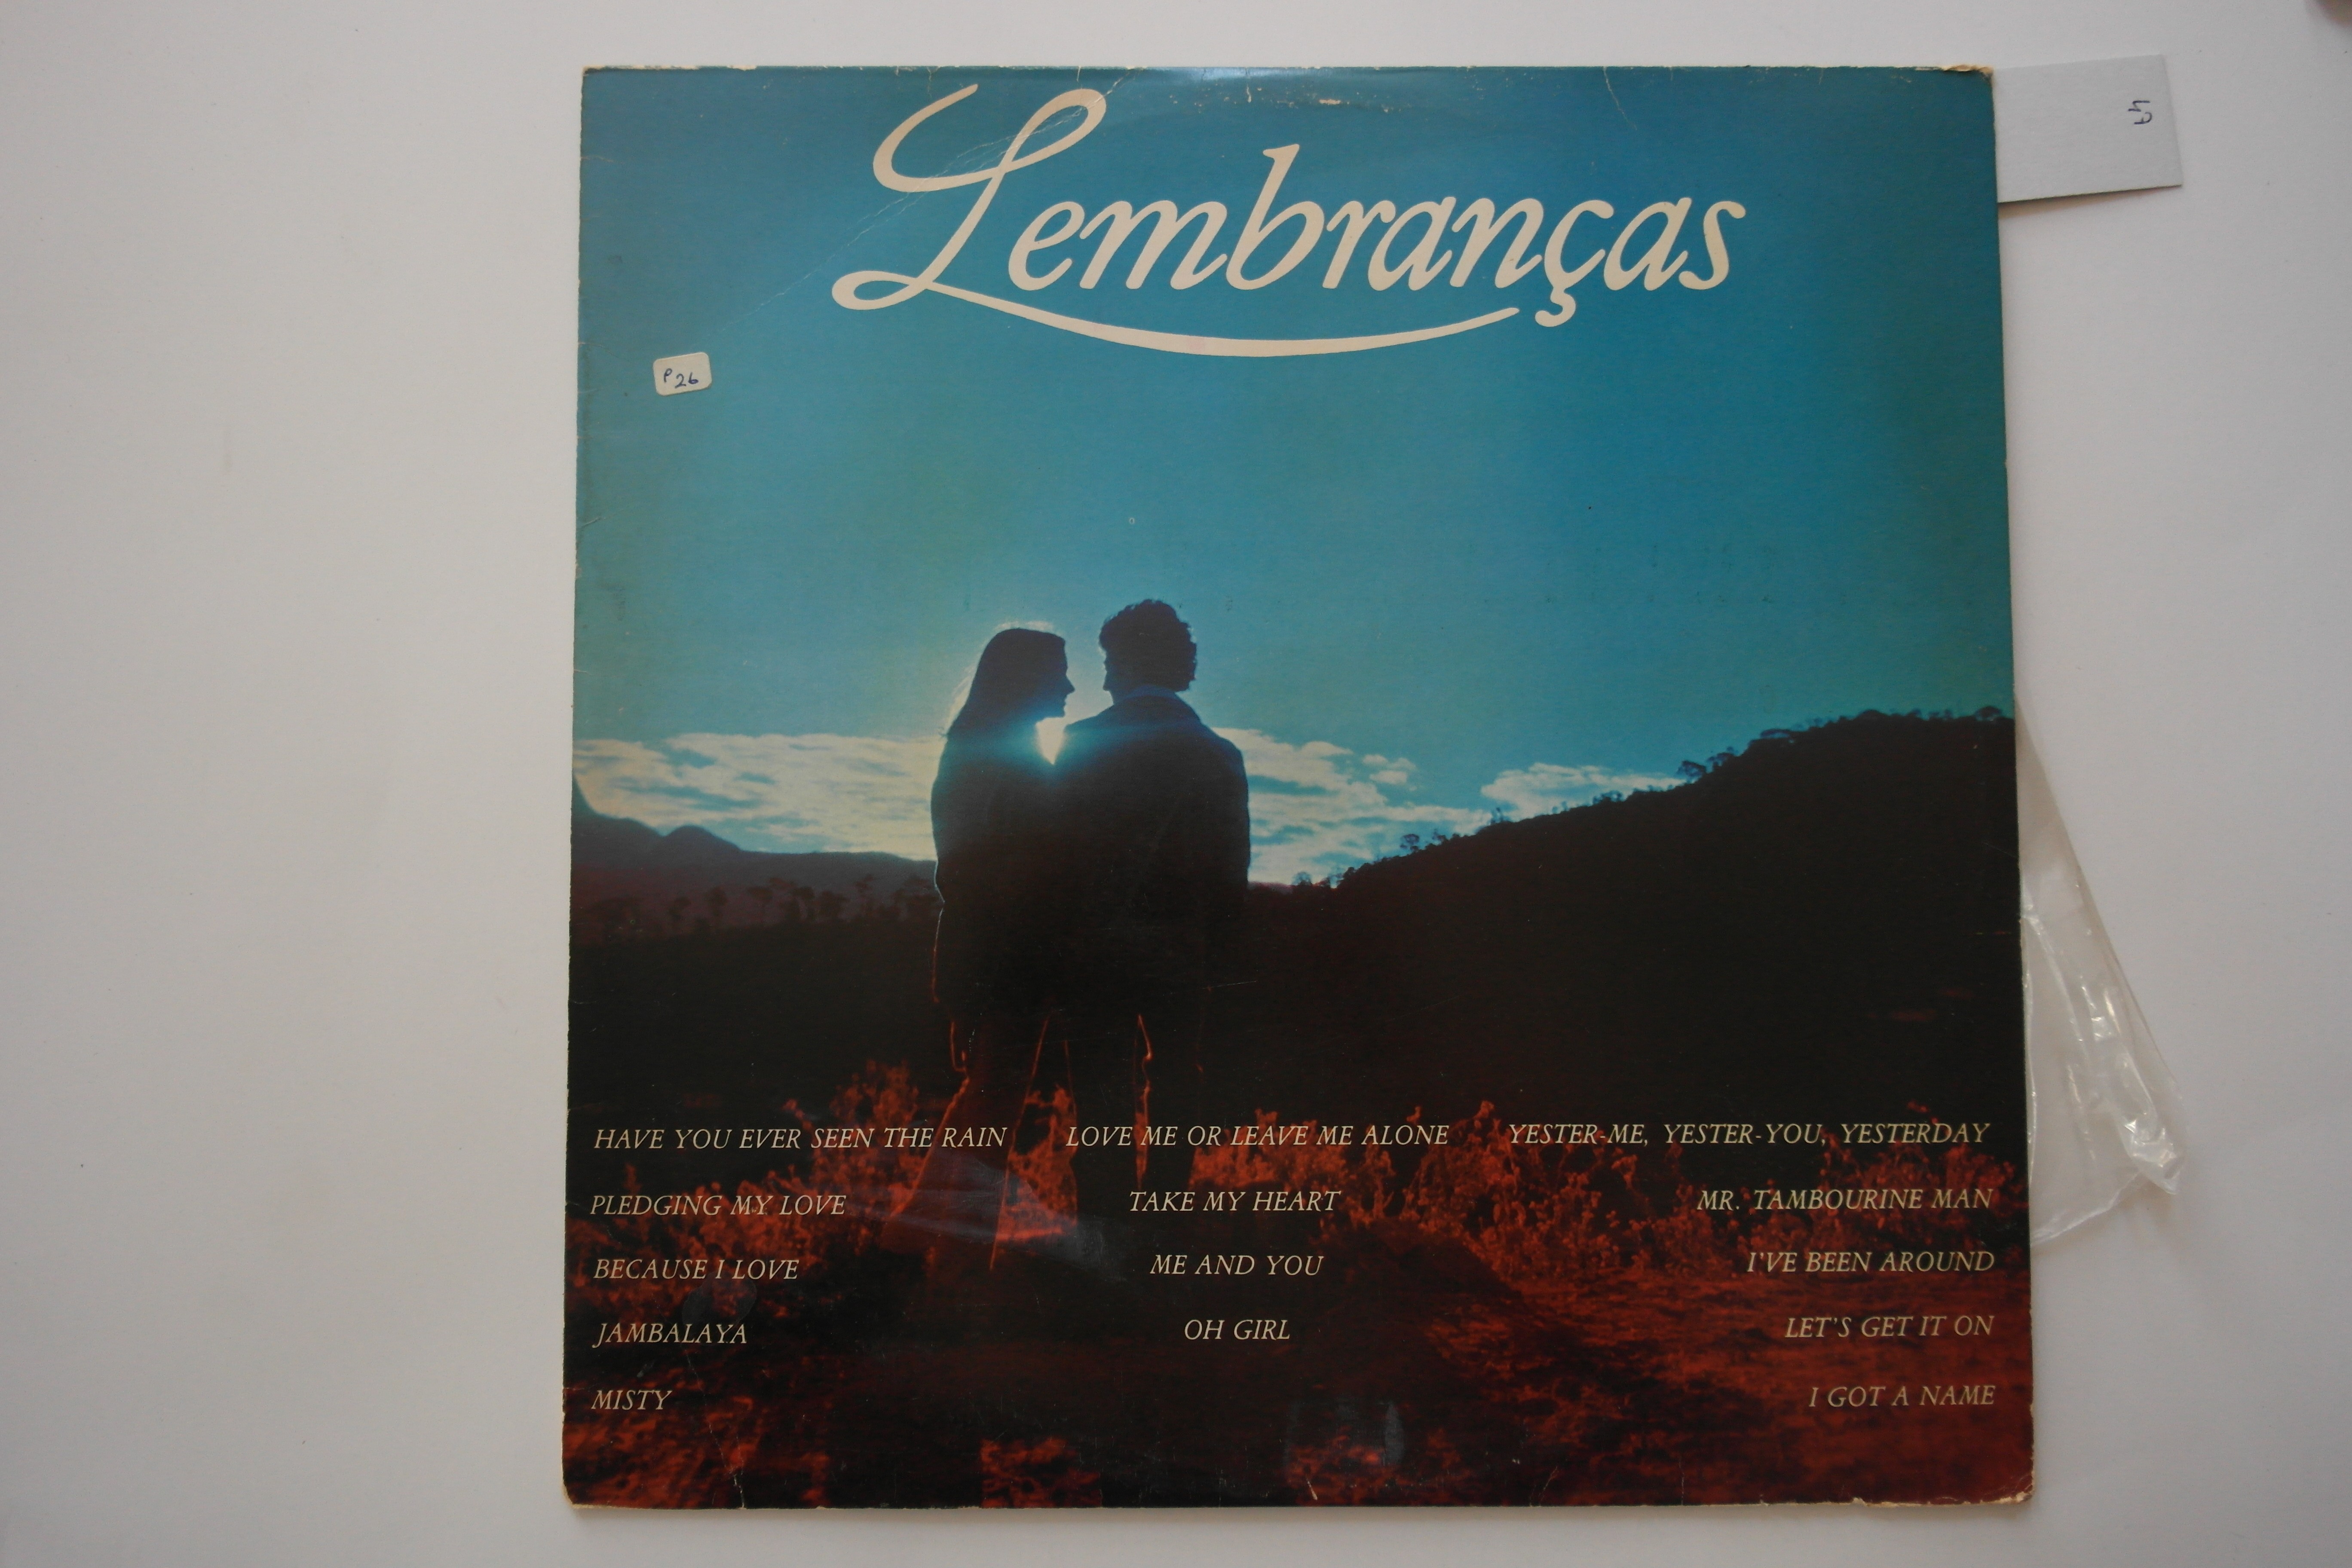 Lembranças
P26
HAVE YOU EVER SEEN THE RAIN
PLEDGING MY LOVE
BECAUSE I LOVE
JAMBALAYA
MISTY
LOVE ME OR LEAVE ME ALONE
TAKE MY HEART
ME AND YOU
OH GIRL
YESTER-ME, YESTER-YOU, YESTERDAY
MR. TAMBOURINE MAN
I'VE BEEN AROUND
LET'S GET IT ON
I GOT A NAME